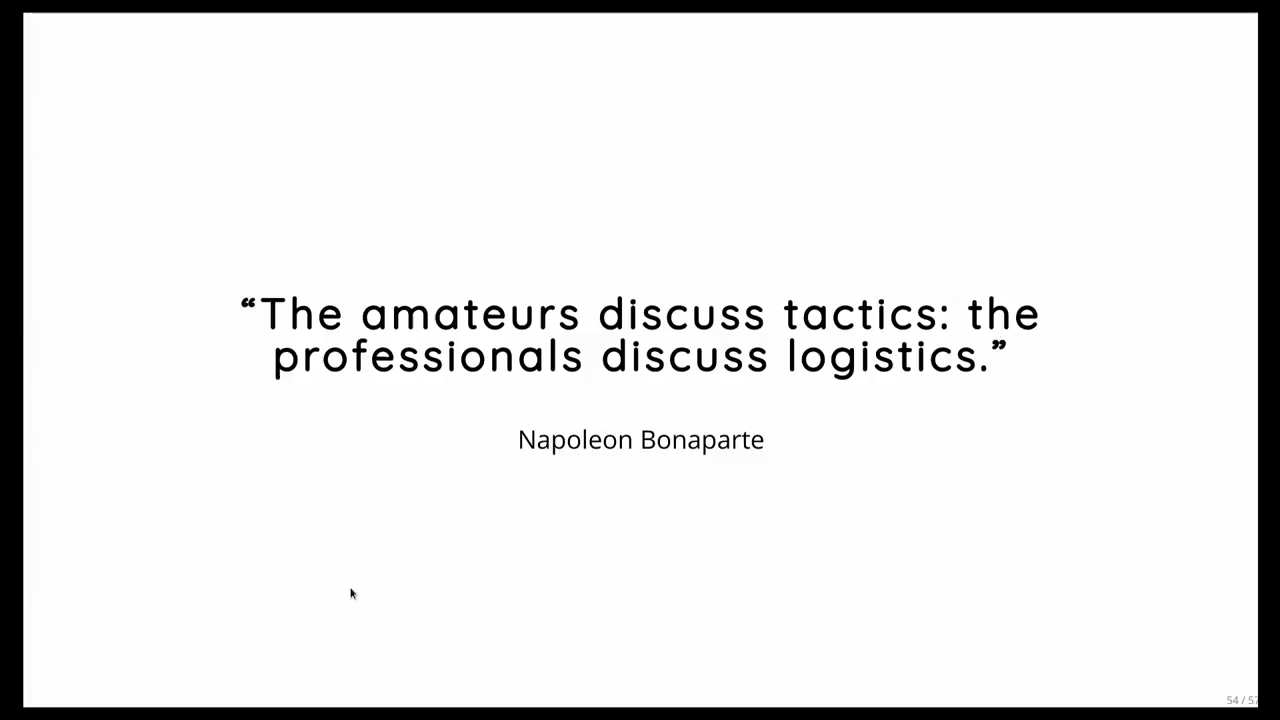 “The amateurs discuss tactics: the
professionals discuss logistics.”
Napoleon Bonaparte
54 / 57